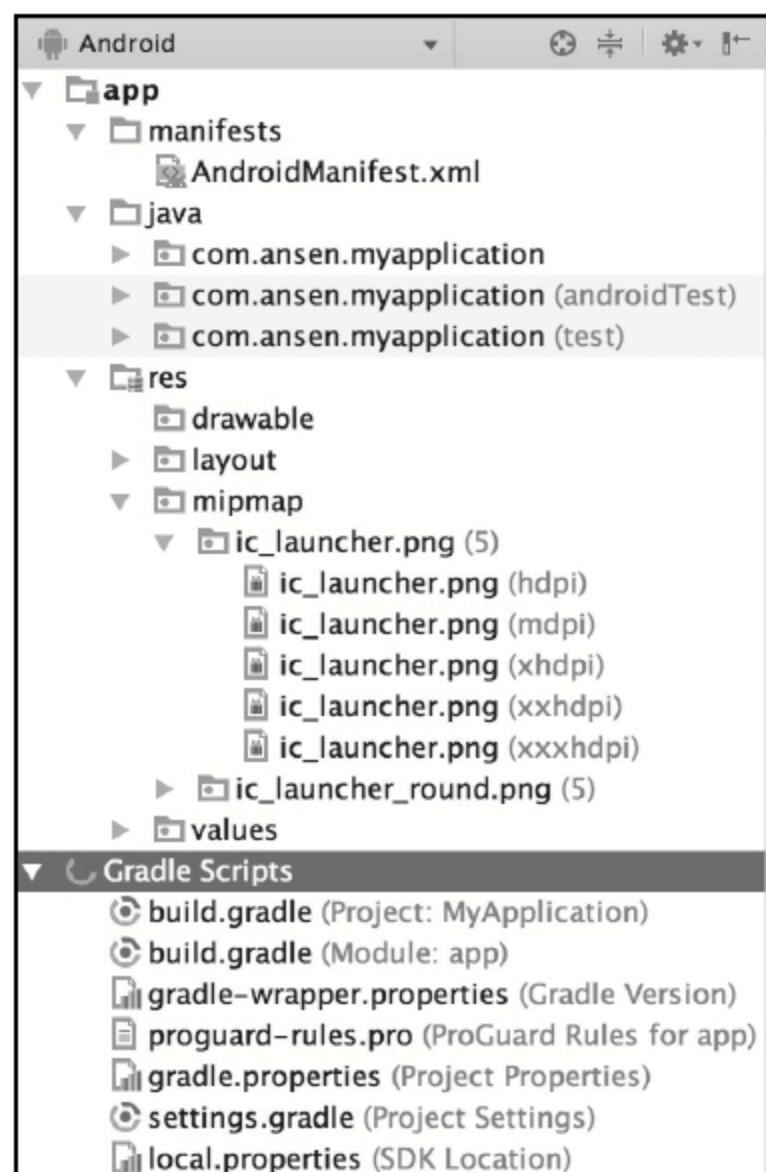 Android
app
manifests
AndroidManifest.xml
java
com.ansen.myapplication
com.ansen.myapplication (androidTest)
com.ansen.myapplication (test)
res
drawable
layout
mipmap
ic_launcher.png (5)
ic_launcher.png (hdpi)
ic_launcher.png (mdpi)
ic_launcher.png (xhdpi)
ic_launcher.png (xxhdpi)
ic_launcher.png (xxxhdpi)
ic_launcher_round.png (5)
values
Gradle Scripts
build.gradle (Project: MyApplication)
build.gradle (Module: app)
gradle-wrapper.properties (Gradle Version)
proguard-rules.pro (ProGuard Rules for app)
gradle.properties (Project Properties)
settings.gradle (Project Settings)
local.properties (SDK Location)